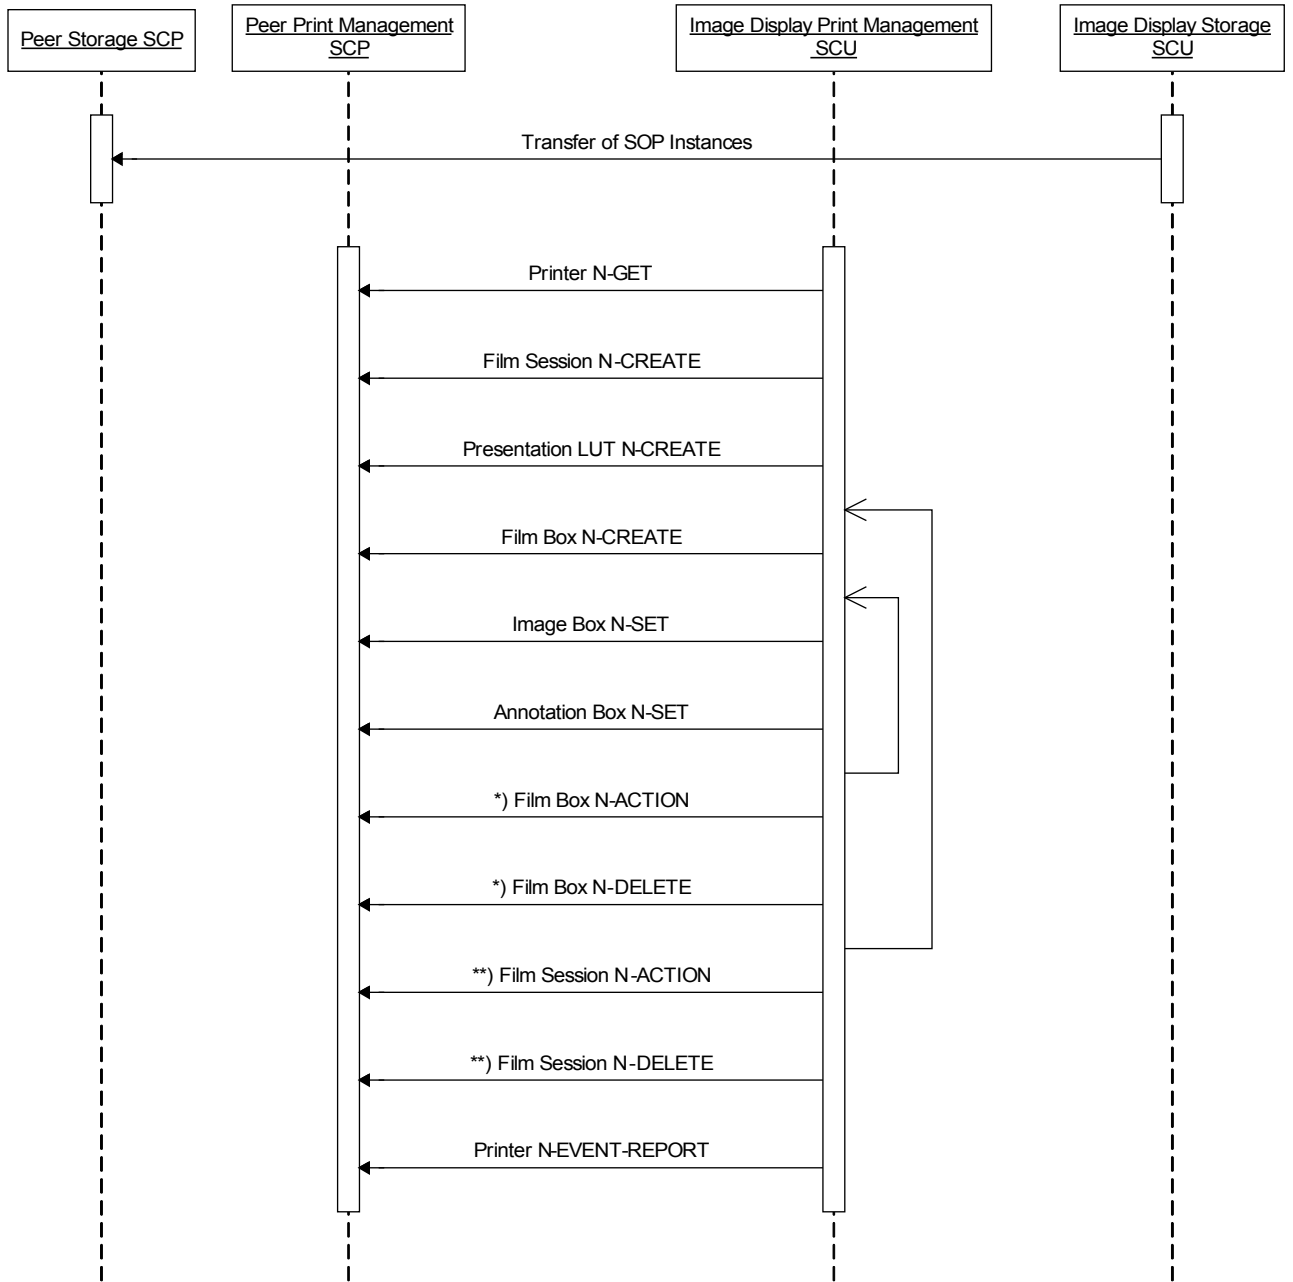 Peer Storage SCP
Peer Print Management
SCP
Image Display Print Management
SCU
Image Display Storage
SCU
Transfer of SOP Instances
Printer N-GET
Film Session N-CREATE
Presentation LUT N-CREATE
Film Box N-CREATE
Image Box N-SET
Annotation Box N-SET
*) Film Box N-ACTION
*) Film Box N-DELETE
**) Film Session N-ACTION
**) Film Session N-DELETE
Printer N-EVENT-REPORT